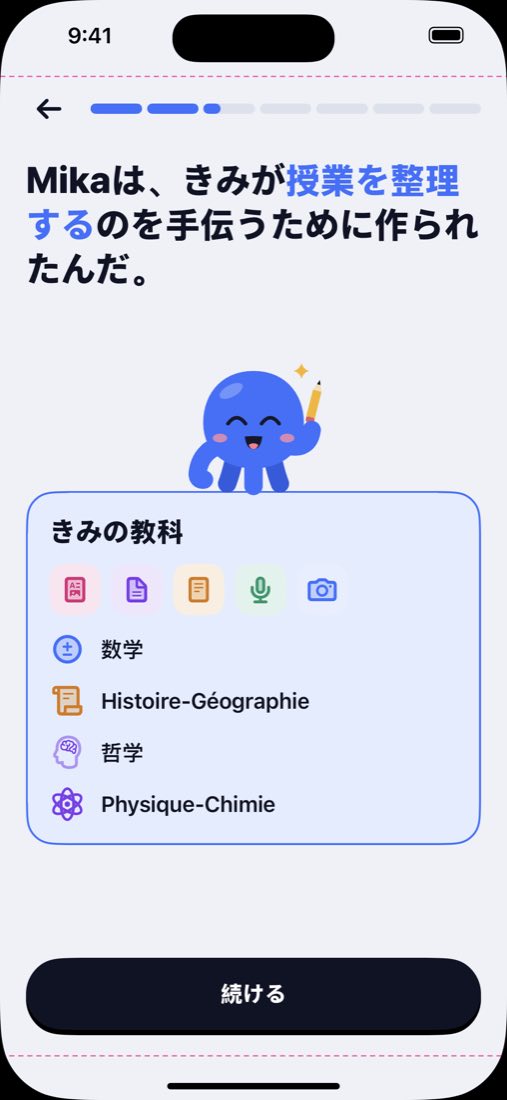 9:41
Mikaは、きみが授業を整理
するのを手伝うために作られ
たんだ。
きみの教科
数学
Histoire-Géographie
哲学
Physique-Chimie
続ける